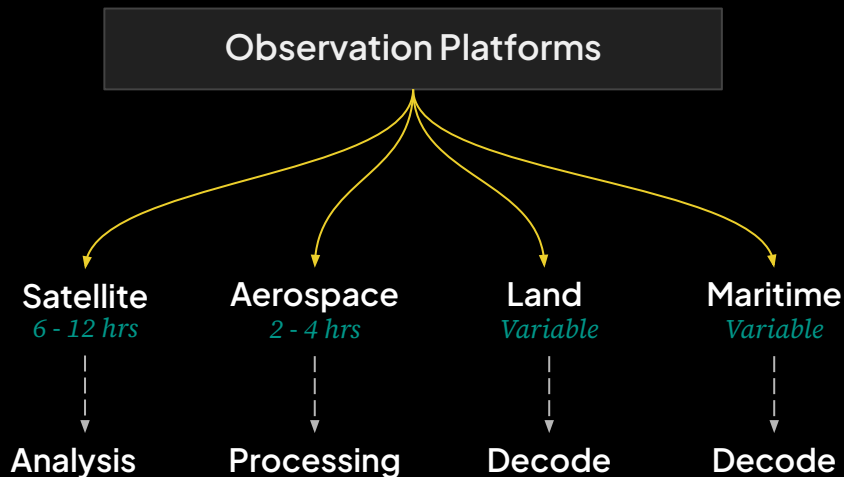 Observation Platforms
Satellite
6 - 12 hrs
Aerospace
2 - 4 hrs
Land
Variable
Maritime
Variable
Analysis
Processing
Decode
Decode